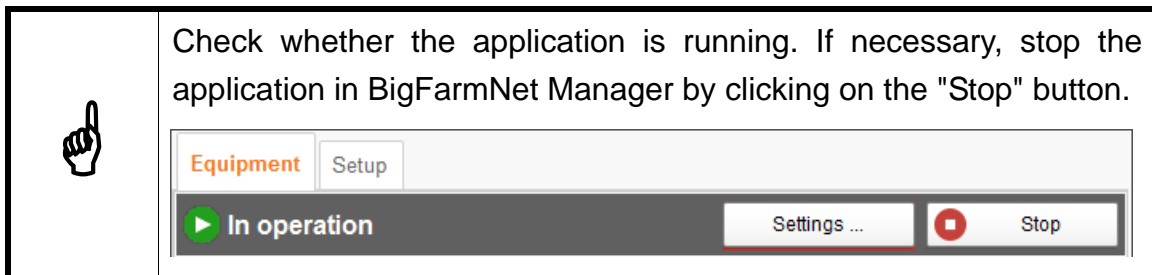 Check whether the application is running. If necessary, stop the
application in BigFarmNet Manager by clicking on the "Stop" button.
Equipment Setup
In operation Settings ... Stop